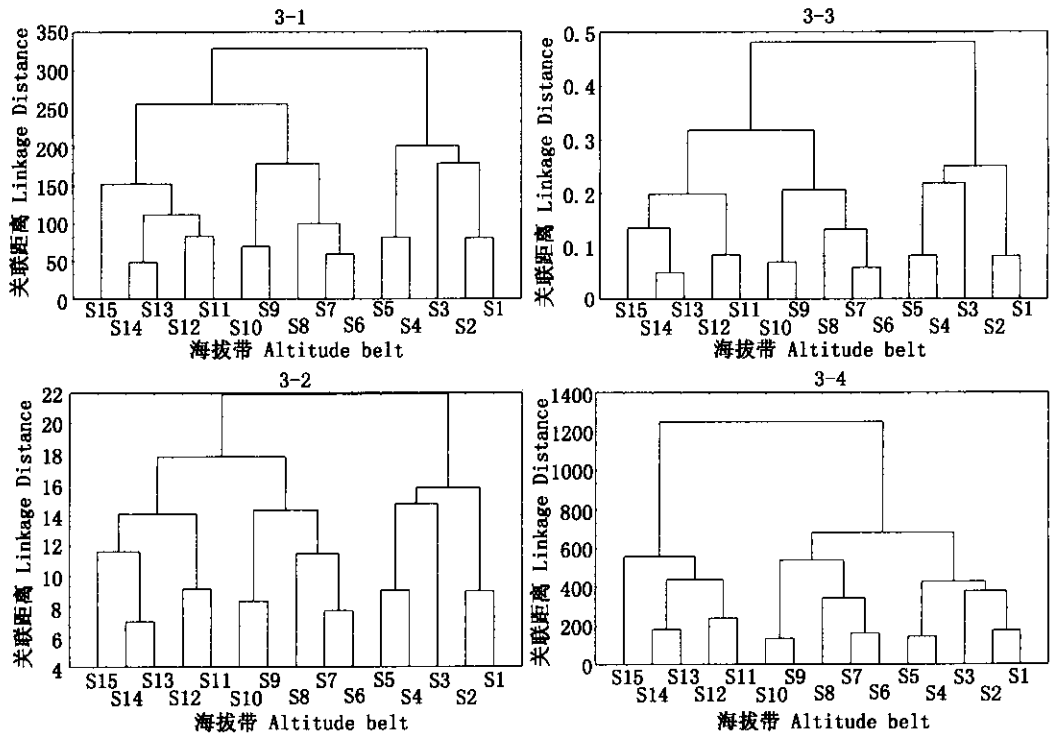 3-1
350
300
250
200
150
100
50
0
关联距离 Linkage Distance
S15 S13 S11 S9 S7 S5 S3 S1
S14 S12 S10 S8 S6 S4 S2
海拔带 Altitude belt
3-3
0.5
0.4
0.3
0.2
0.1
0
关联距离 Linkage Distance
S15 S13 S11 S9 S7 S5 S3 S1
S14 S12 S10 S8 S6 S4 S2
海拔带 Altitude belt
3-2
22
20
18
16
14
12
10
8
6
4
关联距离 Linkage Distance
S15 S13 S11 S9 S7 S5 S3 S1
S14 S12 S10 S8 S6 S4 S2
海拔带 Altitude belt
3-4
1400
1200
1000
800
600
400
200
0
关联距离 Linkage Distance
S15 S13 S11 S9 S7 S5 S3 S1
S14 S12 S10 S8 S6 S4 S2
海拔带 Altitude belt